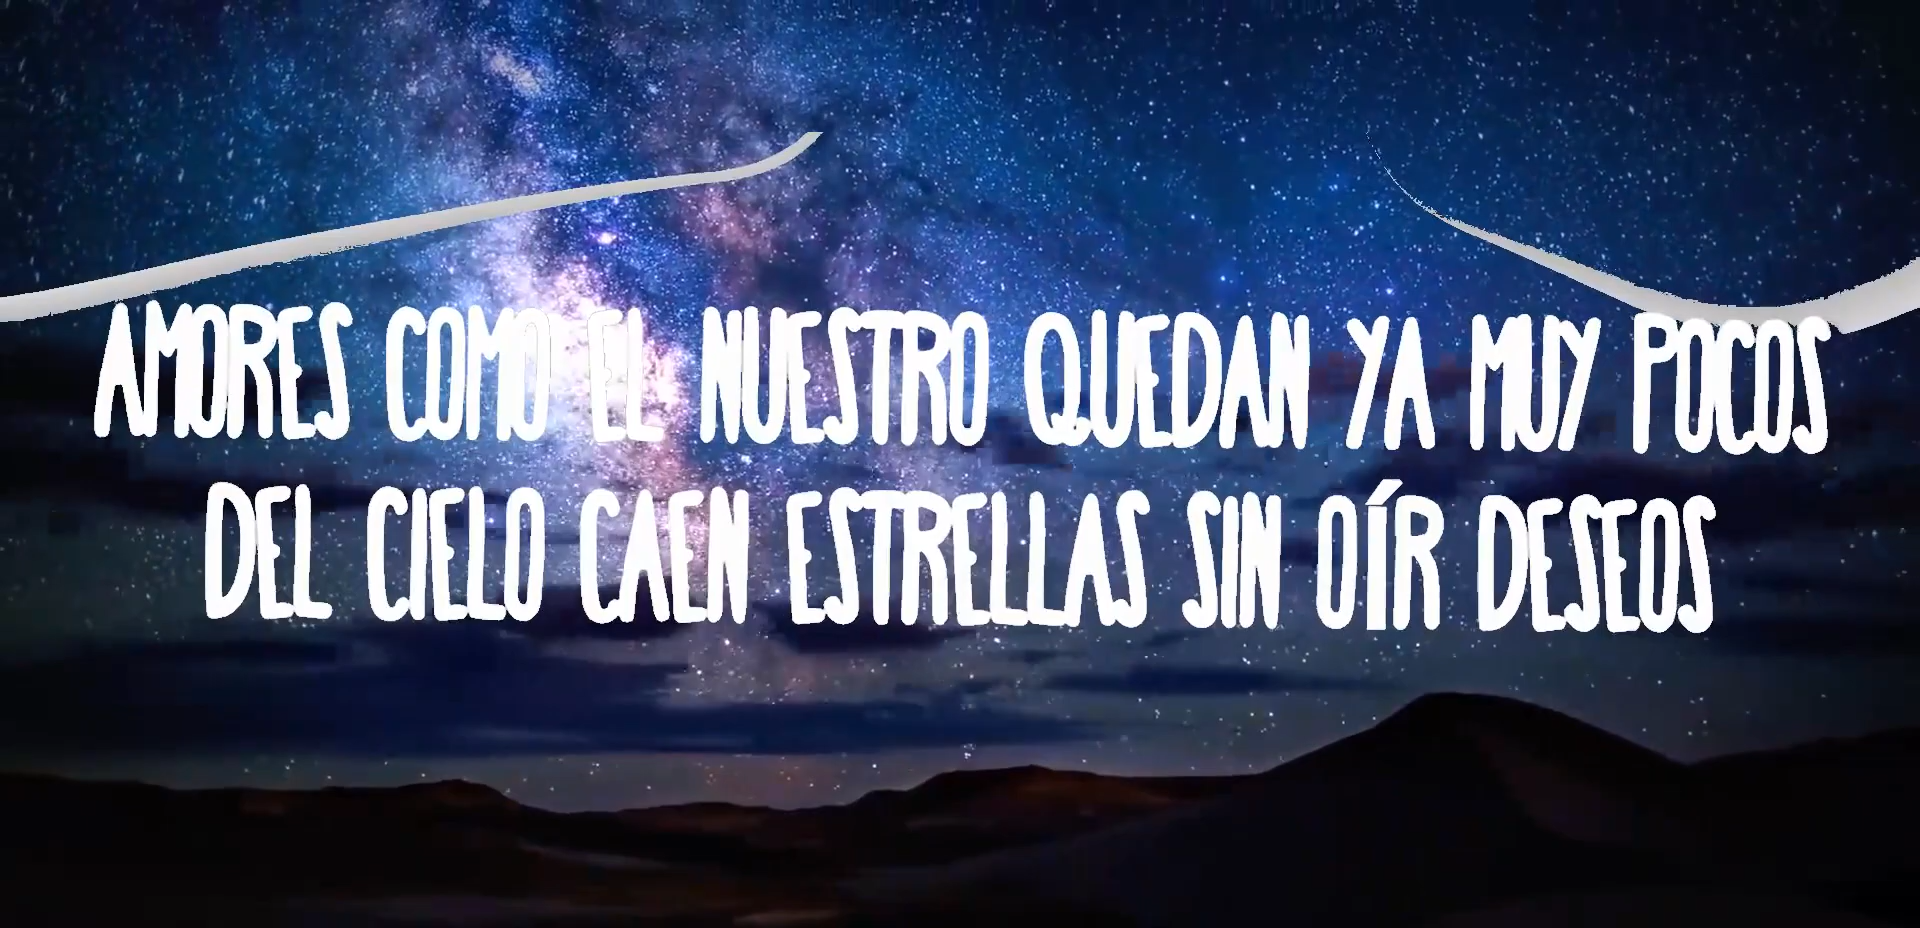 AMORES COMO EL NUESTRO QUEDAN YA MUY POCOS
DEL CIELO CAEN ESTRELLAS SIN OÍR DESEOS